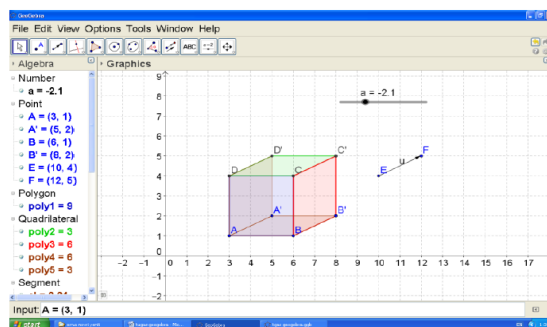 GeoGebra
File Edit View Options Tools Window Help
ABC
Algebra
Graphics
Number
a = -2.1
Point
A = (3, 1)
A' = (5, 2)
B = (6, 1)
B' = (8, 2)
E = (10, 4)
F = (12, 5)
Polygon
poly1 = 9
Quadrilateral
poly2 = 3
poly3 = 6
poly4 = 6
poly5 = 3
Segment
a = -2.1
9
8
7
6
5
4
3
2
1
0
-1
-2
-2 -1 0 1 2 3 4 5 6 7 8 9 10 11 12 13 14 15 16 17
D' C'
D C
A' B'
A B
E u F
Input: A = (3, 1)
start
GeoGebra